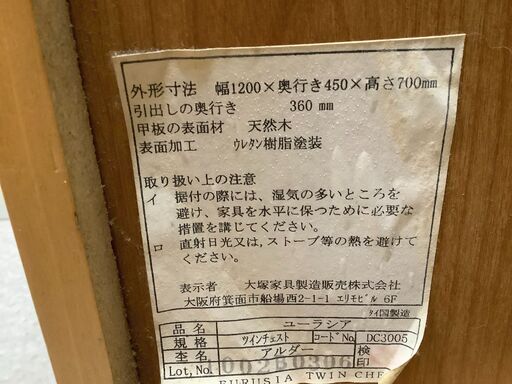 外形寸法　幅1200×奥行き450×高さ700mm
引出しの奥行き　360 mm
甲板の表面材　天然木
表面加工　ウレタン樹脂塗装
取り扱い上の注意
イ　据付の際には、湿気の多いところを
避け、家具を水平に保つために必要な
措置を講じてください。
ロ　直射日光又は、ストーブ等の熱を避けて
ください。
表示者　大塚家具製造販売株式会社
大阪府箕面市船場西2-1-1 エリモビル 6F
タイ国製造
品名　ユーラシア
規格　ツインチェスト　コードNo.　DC3005
杢名　アルダー　検印
Lot,No.
EURUSIA TWIN CHE